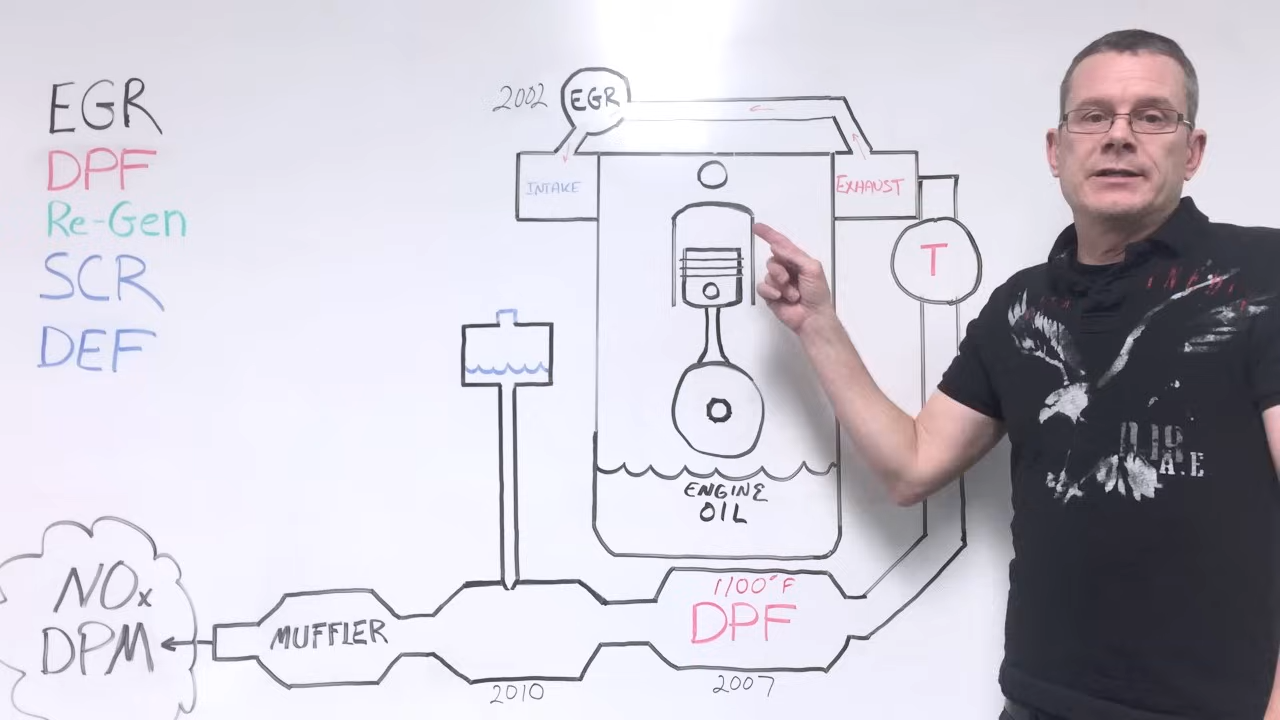 EGR
DPF
Re-Gen
SCR
DEF
2002
EGR
INTAKE
EXHAUST
T
ENGINE
OIL
1100°F
DPF
2007
2010
MUFFLER
NOx
DPM
A.E